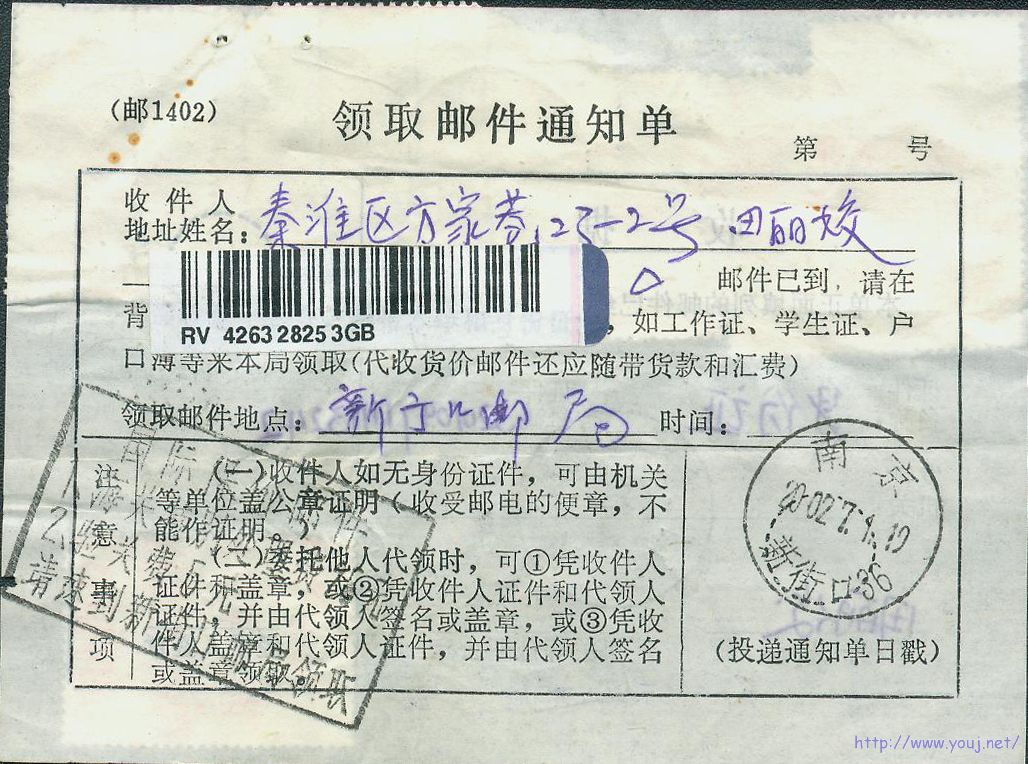 (邮1402)
领取邮件通知单
第 号
收件人
地址姓名：秦淮区方家巷27-2号 田丽姣
一 邮件已到，请在
背 ，如工作证、学生证、户
RV 4263 2825 3GB
口薄等来本局领取(代收货价邮件还应随带货款和汇费)
领取邮件地点：新宁北邮局 时间：
注意事项
(一)收件人如无身份证件，可由机关
等单位盖公章证明（收受邮电的便章，不
能作证明。）
(二)委托他人代领时，可①凭收件人
证件和盖章，或②凭收件人证件和代领人
证件，并由代领人签名或盖章，或③凭收
件人盖章和代领人证件，并由代领人签名
或盖章领取。
南京
新街口-36
(投递通知单日戳)
http://www.youj.net/